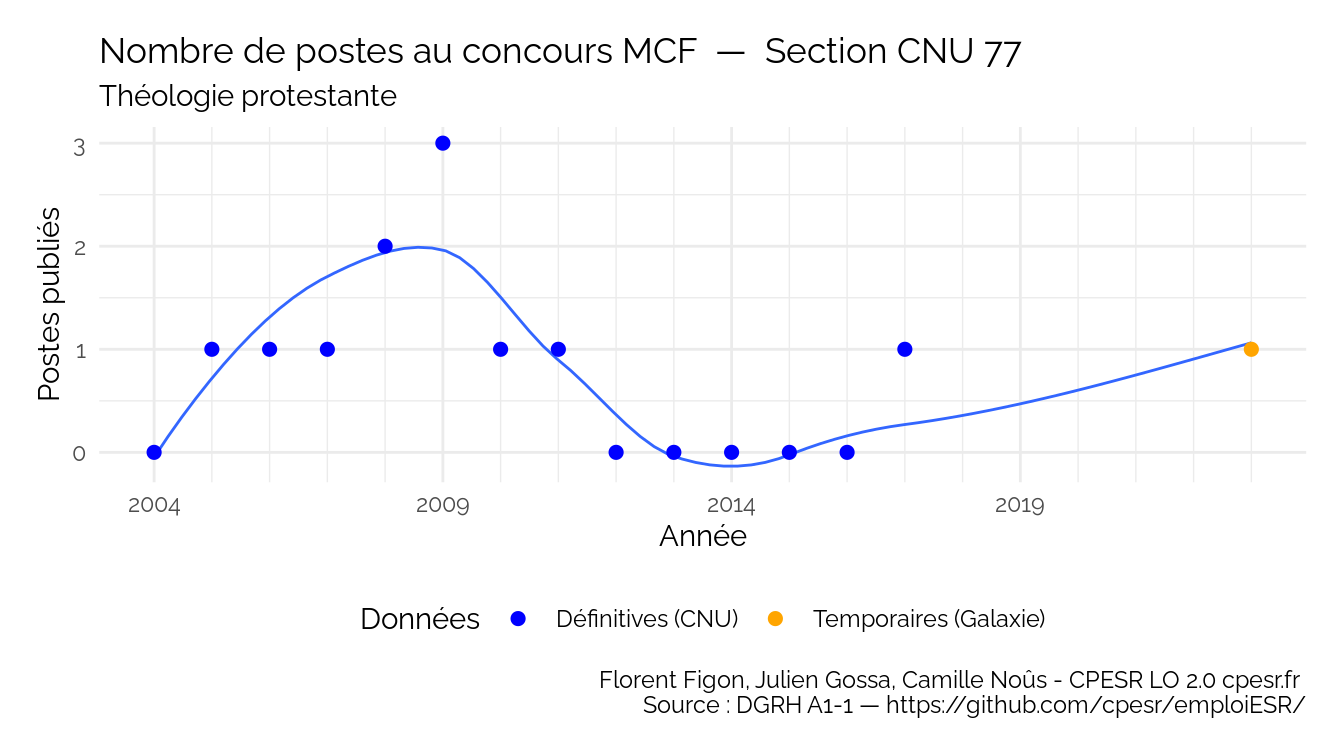 Nombre de postes au concours MCF — Section CNU 77
Théologie protestante
3
2
1
0
Postes publiés
2004 2009 2014 2019
Année
Données Définitives (CNU) Temporaires (Galaxie)
Florent Figon, Julien Gossa, Camille Noûs - CPESR LO 2.0 cpesr.fr
Source : DGRH A1-1 — https://github.com/cpesr/emploiESR/